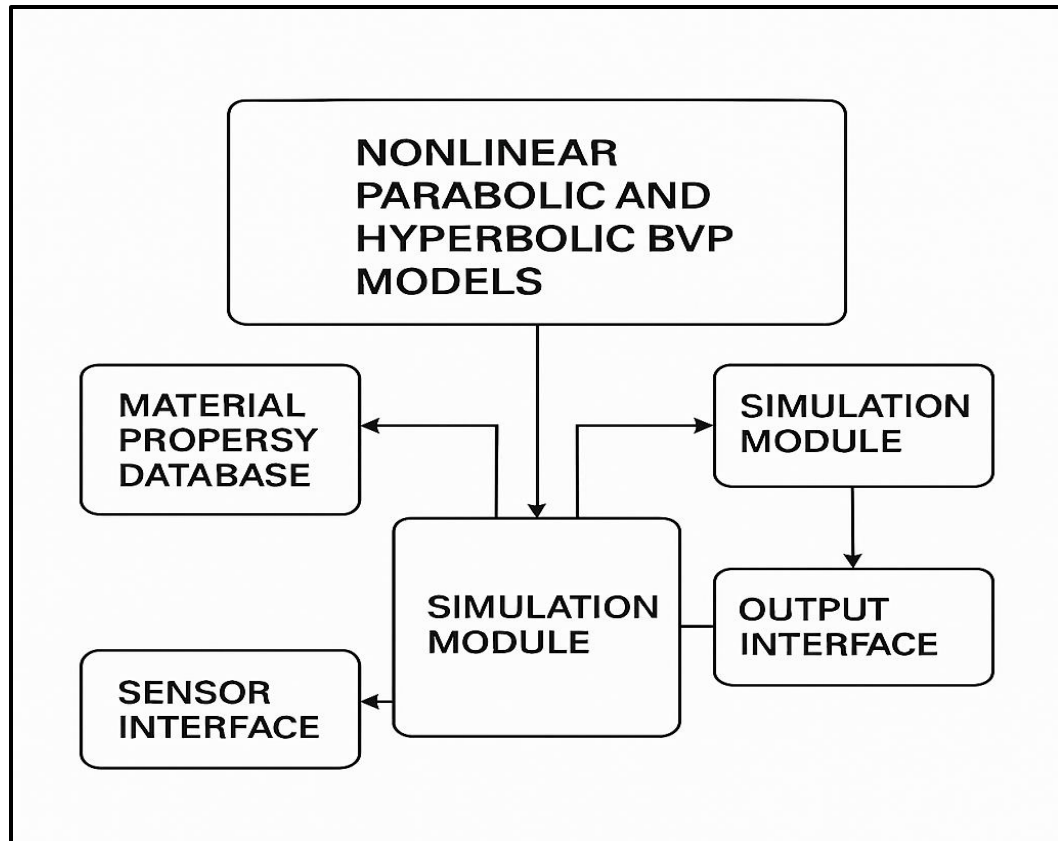 NONLINEAR
PARABOLIC AND
HYPERBOLIC BVP
MODELS
MATERIAL
PROPERSY
DATABASE
SIMULATION
MODULE
SIMULATION
MODULE
OUTPUT
INTERFACE
SENSOR
INTERFACE